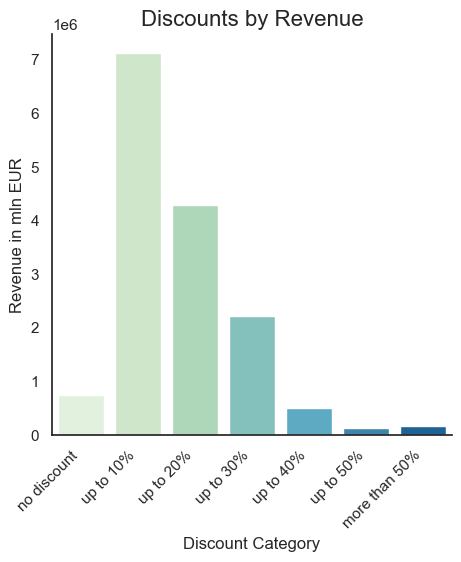 Discounts by Revenue
1e6
Revenue in mln EUR
7
6
5
4
3
2
1
0
no discount
up to 10%
up to 20%
up to 30%
up to 40%
up to 50%
more than 50%
Discount Category